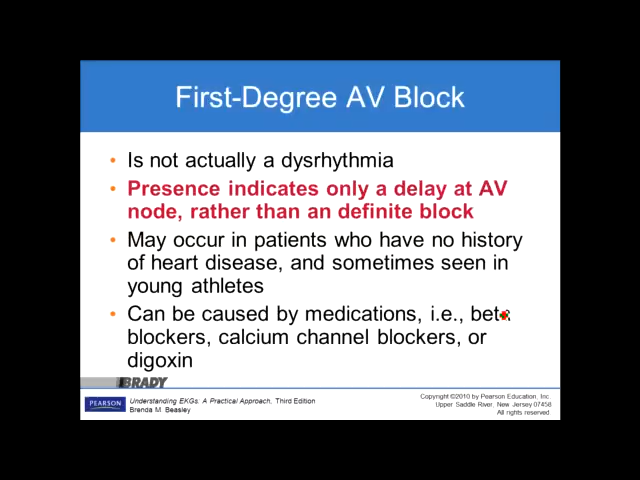 First-Degree AV Block
• Is not actually a dysrhythmia
• Presence indicates only a delay at AV
node, rather than an definite block
• May occur in patients who have no history
of heart disease, and sometimes seen in
young athletes
• Can be caused by medications, i.e., beta
blockers, calcium channel blockers, or
digoxin
BRADY
PEARSON
Understanding EKGs: A Practical Approach, Third Edition
Brenda M. Beasley
Copyright ©2010 by Pearson Education, Inc.
Upper Saddle River, New Jersey 07458
All rights reserved.